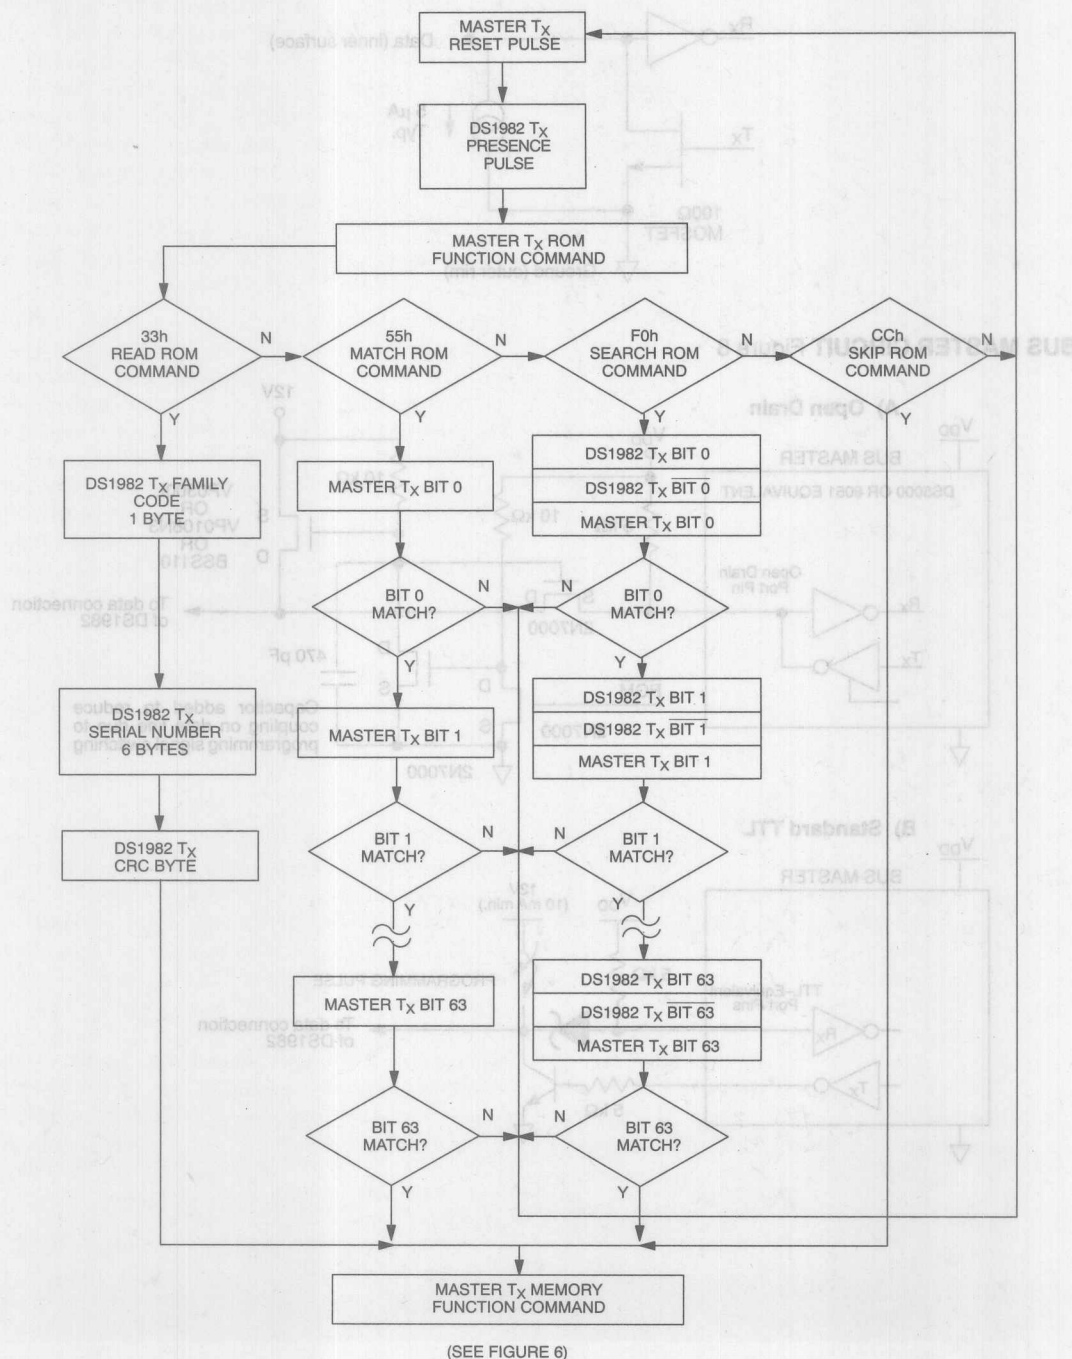 MASTER TX
RESET PULSE
DS1982 TX
PRESENCE
PULSE
MASTER TX ROM
FUNCTION COMMAND
33h
READ ROM
COMMAND
N
Y
55h
MATCH ROM
COMMAND
N
Y
F0h
SEARCH ROM
COMMAND
N
Y
CCh
SKIP ROM
COMMAND
N
Y
DS1982 TX FAMILY
CODE
1 BYTE
DS1982 TX
SERIAL NUMBER
6 BYTES
DS1982 TX
CRC BYTE
MASTER TX BIT 0
BIT 0
MATCH?
N
Y
MASTER TX BIT 1
BIT 1
MATCH?
N
Y
MASTER TX BIT 63
BIT 63
MATCH?
N
Y
DS1982 TX BIT 0
DS1982 TX BIT 0
MASTER TX BIT 0
BIT 0
MATCH?
N
Y
DS1982 TX BIT 1
DS1982 TX BIT 1
MASTER TX BIT 1
BIT 1
MATCH?
N
Y
DS1982 TX BIT 63
DS1982 TX BIT 63
MASTER TX BIT 63
BIT 63
MATCH?
N
Y
MASTER TX MEMORY
FUNCTION COMMAND
(SEE FIGURE 6)